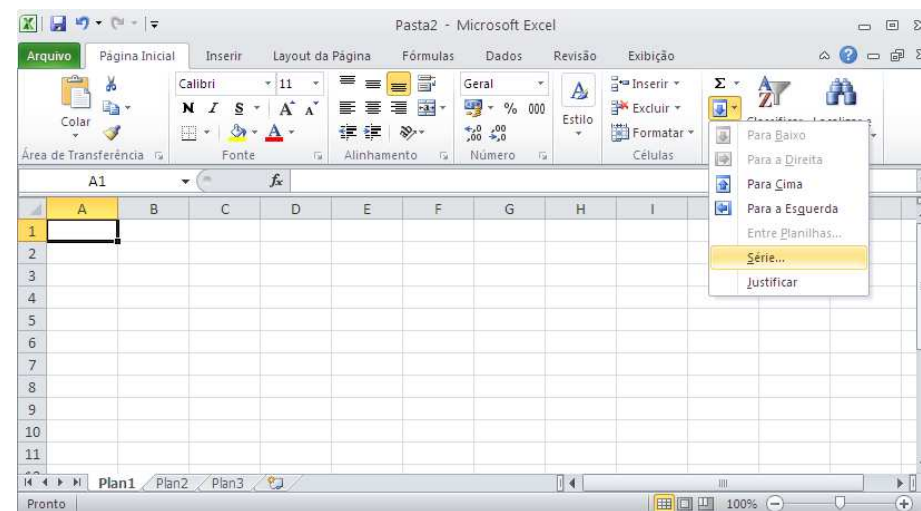 Pasta2 - Microsoft Excel
Arquivo Página Inicial Inserir Layout da Página Fórmulas Dados Revisão Exibição
Colar
Calibri 11
N I S A A
A
Geral
% 000
Estilo
Inserir
Excluir
Formatar
Σ
Área de Transferência Fonte Alinhamento Número Células
Para Baixo
Para a Direita
Para Cima
Para a Esquerda
Entre Planilhas...
Série...
Justificar
A1 fx
A B C D E F G H I
1
2
3
4
5
6
7
8
9
10
11
Plan1 Plan2 Plan3
Pronto 100%